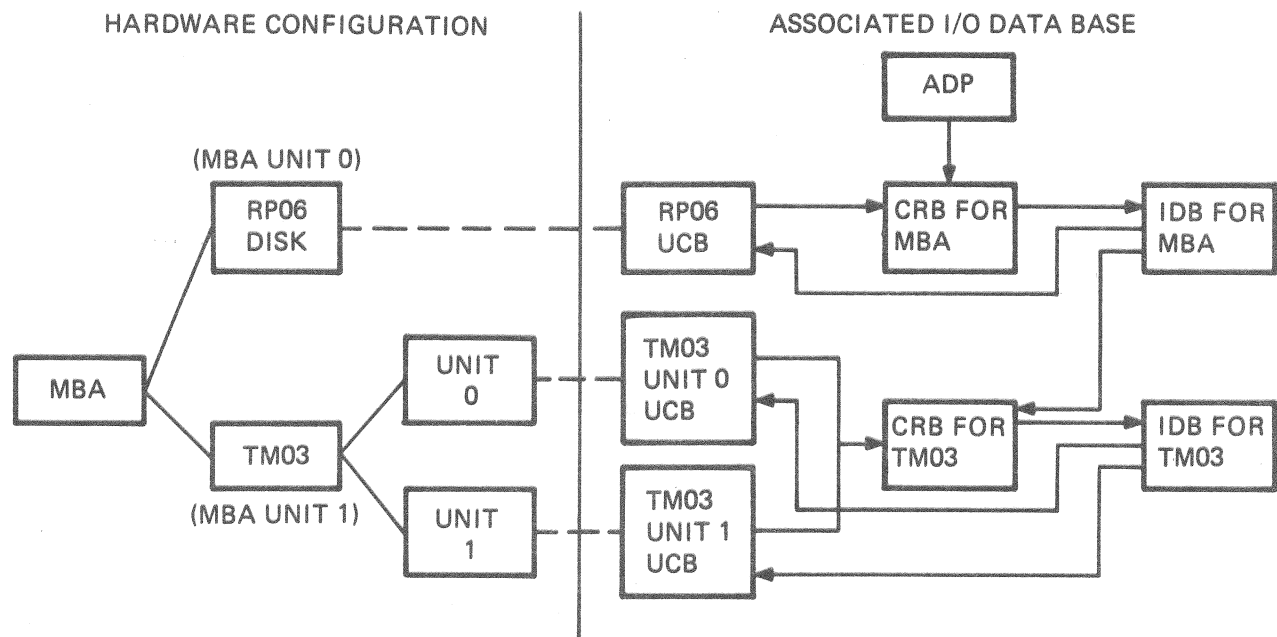 HARDWARE CONFIGURATION
ASSOCIATED I/O DATA BASE
ADP
(MBA UNIT 0)
RP06
DISK
RP06
UCB
CRB FOR
MBA
IDB FOR
MBA
MBA
UNIT
0
TM03
UNIT 0
UCB
TM03
(MBA UNIT 1)
CRB FOR
TM03
IDB FOR
TM03
UNIT
1
TM03
UNIT 1
UCB